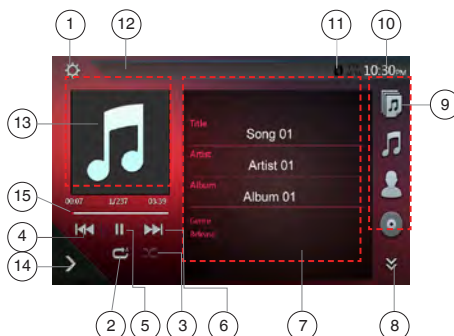 1
12
11
10
10:30PM
9
13
Title
Song 01
Artist
Artist 01
Album
Album 01
15
00:07 1/237 05:39
Genre
4
14
2
5
3
6
7
8